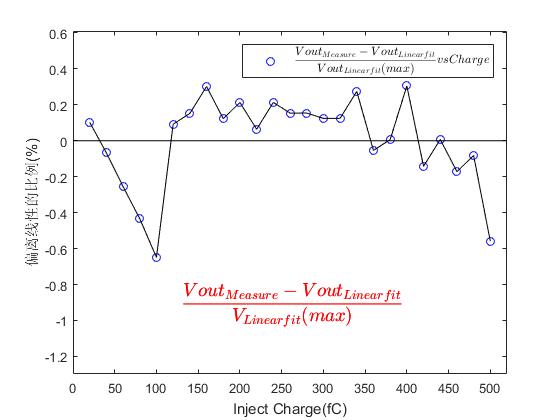 0.6
0.4
0.2
0
-0.2
-0.4
-0.6
-0.8
-1
-1.2
偏离线性的比例(%)
Vout_Measure − Vout_Linearfit
Vout_Linearfit(max) vsCharge
Vout_Measure − Vout_Linearfit
V_Linearfit(max)
0 50 100 150 200 250 300 350 400 450 500
Inject Charge(fC)